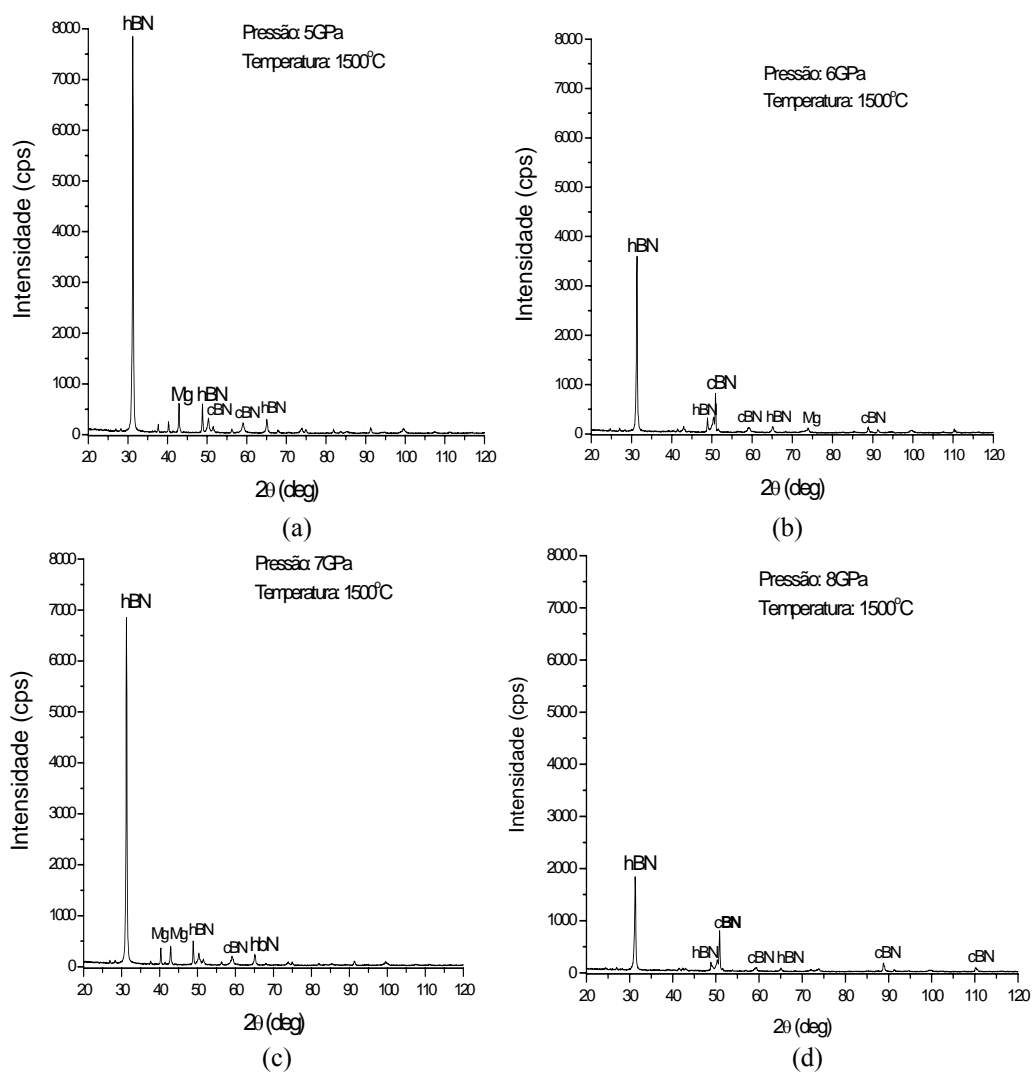 hBN
Pressão: 5GPa
Temperatura: 1500°C
Intensidade (cps)
8000
7000
6000
5000
4000
3000
2000
1000
0
Mg
hBN
cBN
cBN
hBN
20 30 40 50 60 70 80 90 100 110 120
2θ (deg)
(a)
Pressão: 6GPa
Temperatura: 1500°C
Intensidade (cps)
8000
7000
6000
5000
4000
3000
2000
1000
0
hBN
cBN
hBN
cBN
hBN
Mg
cBN
20 30 40 50 60 70 80 90 100 110 120
2θ (deg)
(b)
Pressão: 7GPa
Temperatura: 1500°C
Intensidade (cps)
8000
7000
6000
5000
4000
3000
2000
1000
0
hBN
Mg
Mg
hBN
cBN
hbN
20 30 40 50 60 70 80 90 100 110 120
2θ (deg)
(c)
Pressão: 8GPa
Temperatura: 1500°C
Intensidade (cps)
8000
7000
6000
5000
4000
3000
2000
1000
0
hBN
cBN
hBN
cBN
hBN
cBN
cBN
20 30 40 50 60 70 80 90 100 110 120
2θ (deg)
(d)